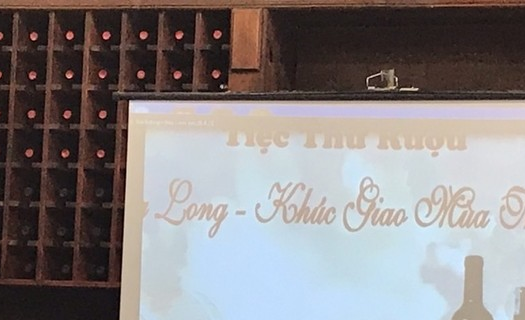 Tiệc Thử Rượu
Long - Khúc Giao Mùa